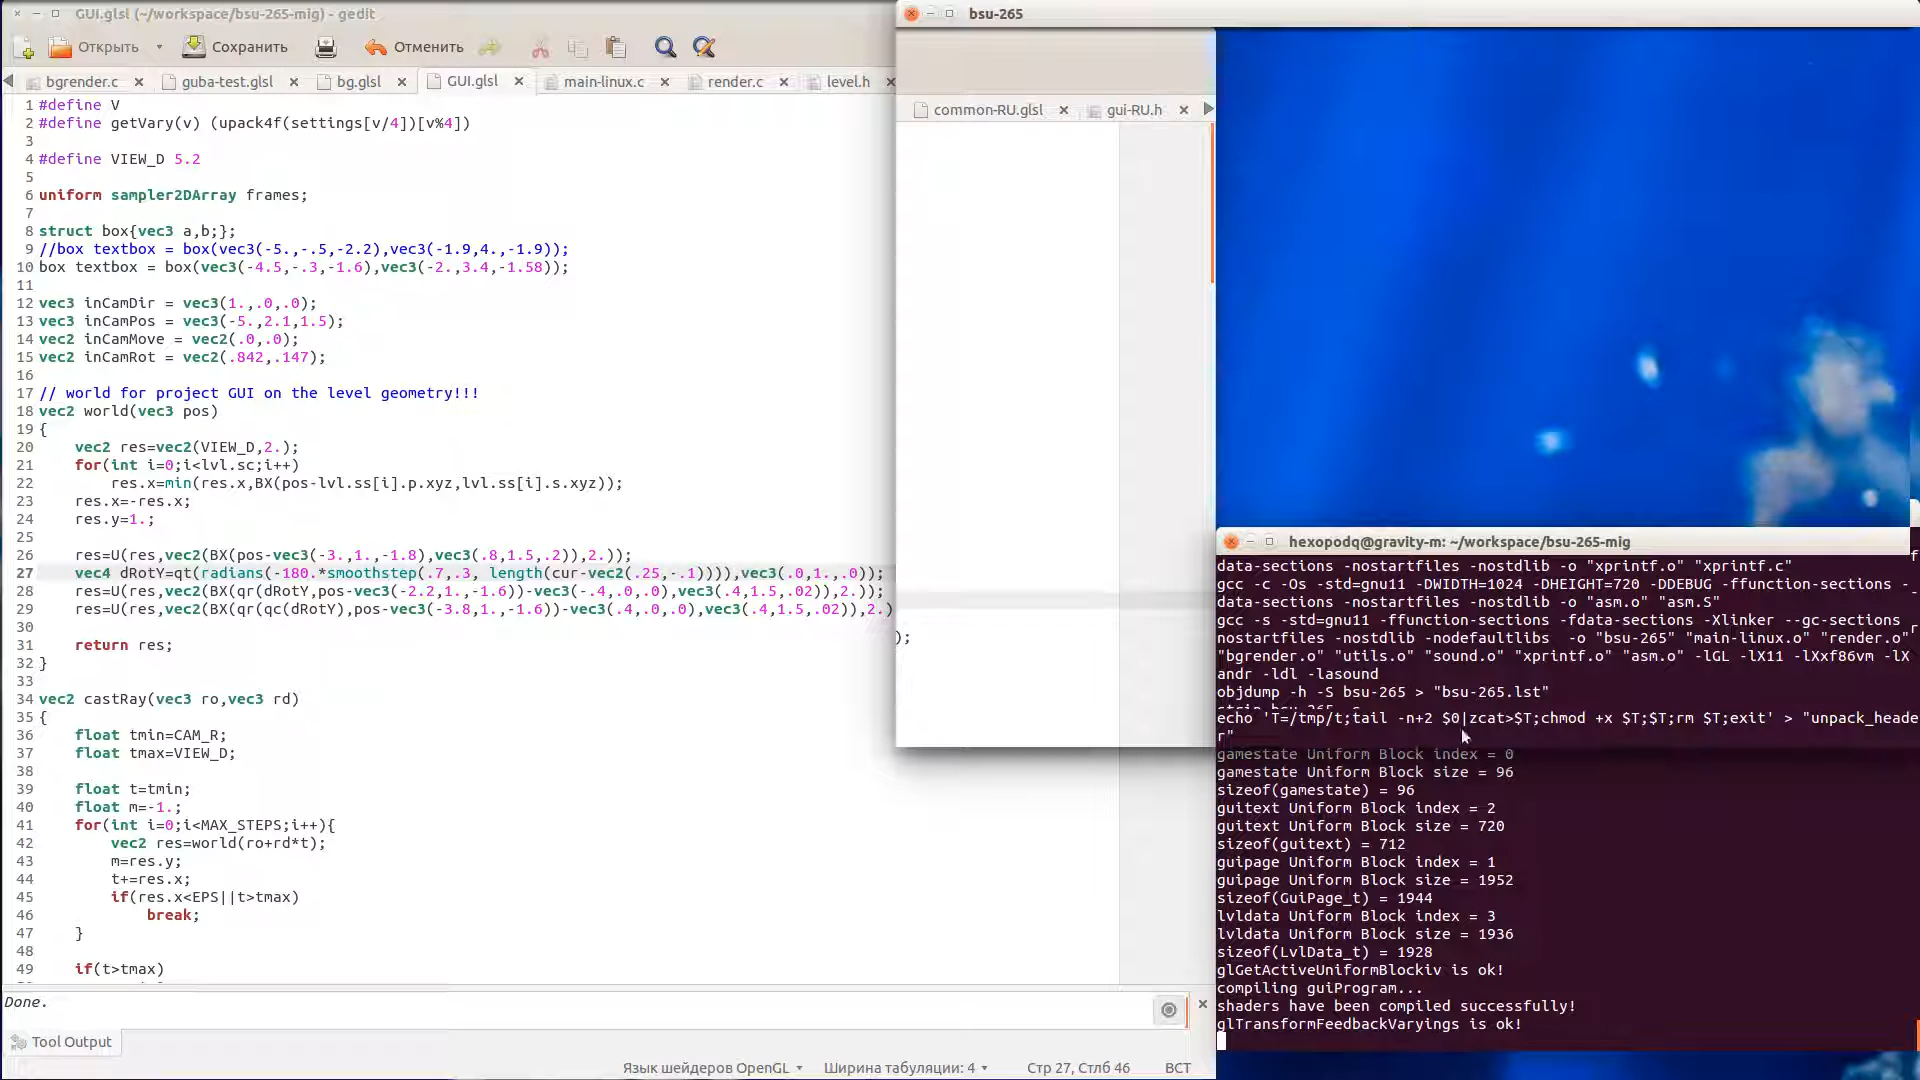 GUI.glsl (~/workspace/bsu-265-mig) - gedit
Открыть
Сохранить
Отменить
bgrender.c
guba-test.glsl
bg.glsl
GUI.glsl
main-linux.c
render.c
level.h
1 #define V
2 #define getVary(v) (upack4f(settings[v/4])[v%4])
3
4 #define VIEW_D 5.2
5
6 uniform sampler2DArray frames;
7
8 struct box{vec3 a,b;};
9 //box textbox = box(vec3(-5.,-.5,-2.2),vec3(-1.9,4.,-1.9));
10 box textbox = box(vec3(-4.5,-.3,-1.6),vec3(-2.,3.4,-1.58));
11
12 vec3 inCamDir = vec3(1.,.0,.0);
13 vec3 inCamPos = vec3(-5.,2.1,1.5);
14 vec2 inCamMove = vec2(.0,.0);
15 vec2 inCamRot = vec2(.842,.147);
16
17 // world for project GUI on the level geometry!!!
18 vec2 world(vec3 pos)
19 {
20 vec2 res=vec2(VIEW_D,2.);
21 for(int i=0;i<lvl.sc;i++)
22 res.x=min(res.x,BX(pos-lvl.ss[i].p.xyz,lvl.ss[i].s.xyz));
23 res.x=-res.x;
24 res.y=1.;
25
26 res=U(res,vec2(BX(pos-vec3(-3.,1.,-1.8),vec3(.8,1.5,.2)),2.));
27 vec4 dRotY=qt(radians(-180.*smoothstep(.7,.3, length(cur-vec2(.25,-.1)))),vec3(.0,1.,.0));
28 res=U(res,vec2(BX(qr(dRotY,pos-vec3(-2.2,1.,-1.6))-vec3(-.4,.0,.0),vec3(.4,1.5,.02)),2.));
29 res=U(res,vec2(BX(qr(qc(dRotY),pos-vec3(-3.8,1.,-1.6))-vec3(.4,.0,.0),vec3(.4,1.5,.02)),2.)
30
31 return res;
32 }
33
34 vec2 castRay(vec3 ro,vec3 rd)
35 {
36 float tmin=CAM_R;
37 float tmax=VIEW_D;
38
39 float t=tmin;
40 float m=-1.;
41 for(int i=0;i<MAX_STEPS;i++){
42 vec2 res=world(ro+rd*t);
43 m=res.y;
44 t+=res.x;
45 if(res.x<EPS||t>tmax)
46 break;
47 }
48
49 if(t>tmax)
Done.
Tool Output
Язык шейдеров OpenGL
Ширина табуляции: 4
Стр 27, Стлб 46
ВСТ
bsu-265
common-RU.glsl
gui-RU.h
);
hexopodq@gravity-m: ~/workspace/bsu-265-mig
data-sections -nostartfiles -nostdlib -o "xprintf.o" "xprintf.c"
gcc -c -Os -std=gnu11 -DWIDTH=1024 -DHEIGHT=720 -DDEBUG -ffunction-sections -f
data-sections -nostartfiles -nostdlib -o "asm.o" "asm.S"
gcc -s -std=gnu11 -ffunction-sections -fdata-sections -Xlinker --gc-sections -
nostartfiles -nostdlib -nodefaultlibs -o "bsu-265" "main-linux.o" "render.o"
"bgrender.o" "utils.o" "sound.o" "xprintf.o" "asm.o" -lGL -lX11 -lXxf86vm -lX
andr -ldl -lasound
objdump -h -S bsu-265 > "bsu-265.lst"
echo 'T=/tmp/t;tail -n+2 $0|zcat>$T;chmod +x $T;$T;rm $T;exit' > "unpack_heade
r"
gamestate Uniform Block index = 0
gamestate Uniform Block size = 96
sizeof(gamestate) = 96
guitext Uniform Block index = 2
guitext Uniform Block size = 720
sizeof(guitext) = 712
guipage Uniform Block index = 1
guipage Uniform Block size = 1952
sizeof(GuiPage_t) = 1944
lvldata Uniform Block index = 3
lvldata Uniform Block size = 1936
sizeof(LvlData_t) = 1928
glGetActiveUniformBlockiv is ok!
compiling guiProgram...
shaders have been compiled successfully!
glTransformFeedbackVaryings is ok!